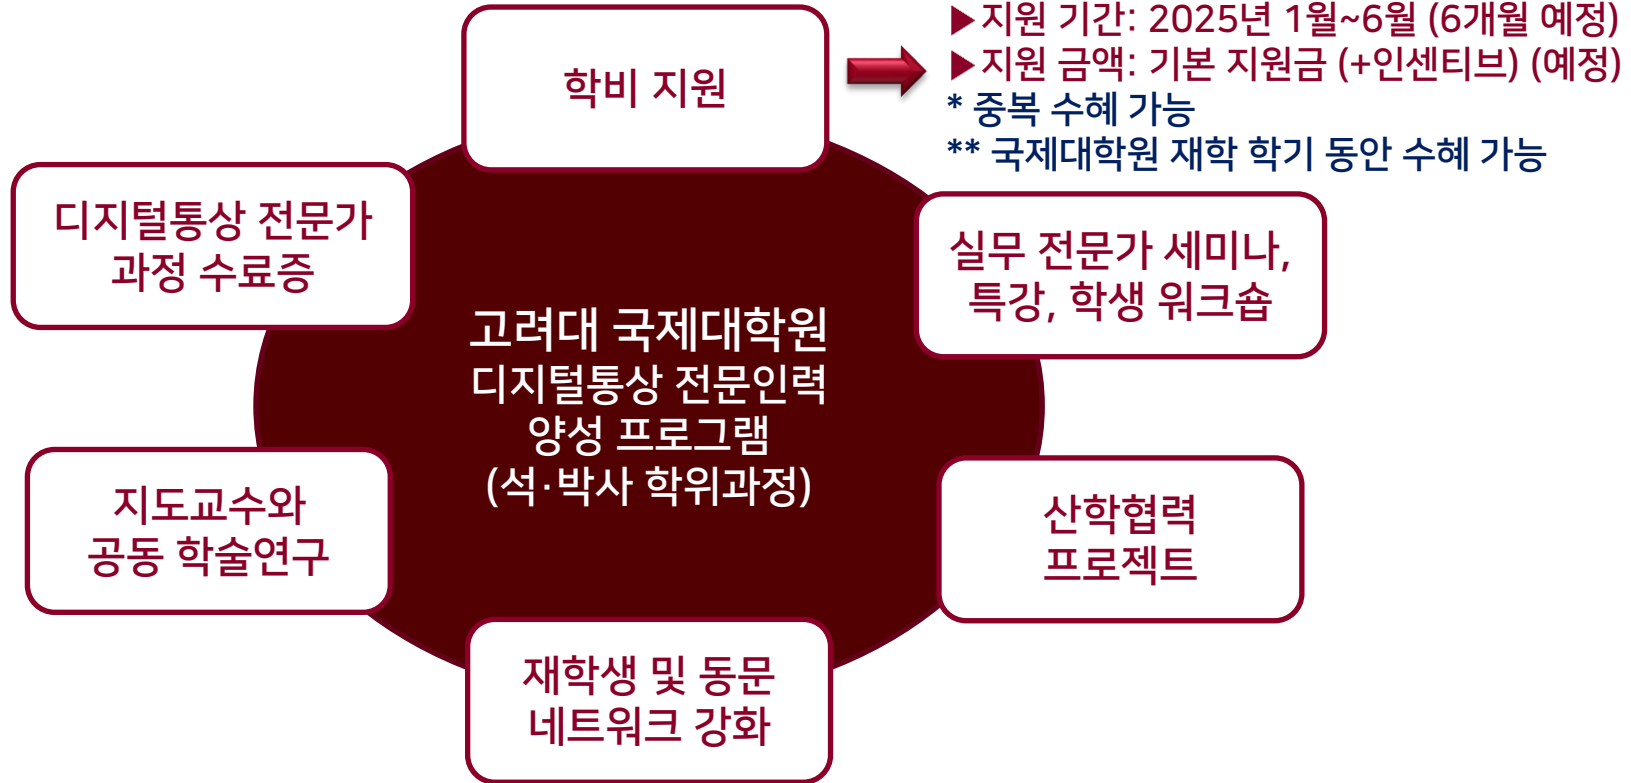 학비 지원
▶지원 기간: 2025년 1월~6월 (6개월 예정)
▶지원 금액: 기본 지원금 (+인센티브) (예정)
* 중복 수혜 가능
** 국제대학원 재학 학기 동안 수혜 가능
디지털통상 전문가
과정 수료증
실무 전문가 세미나,
특강, 학생 워크숍
고려대 국제대학원
디지털통상 전문인력
양성 프로그램
(석·박사 학위과정)
지도교수와
공동 학술연구
산학협력
프로젝트
재학생 및 동문
네트워크 강화